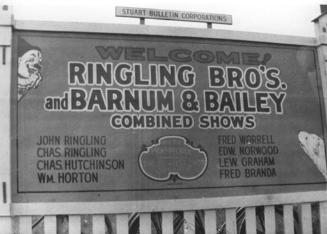 STUART BULLETIN CORPORATIONS
WELCOME!
RINGLING BRO'S.
and BARNUM & BAILEY
COMBINED SHOWS
JOHN RINGLING
CHAS. RINGLING
CHAS. HUTCHINSON
WM. HORTON
FRED WORRELL
EDW. NORWOOD
LEW GRAHAM
FRED BRANDA